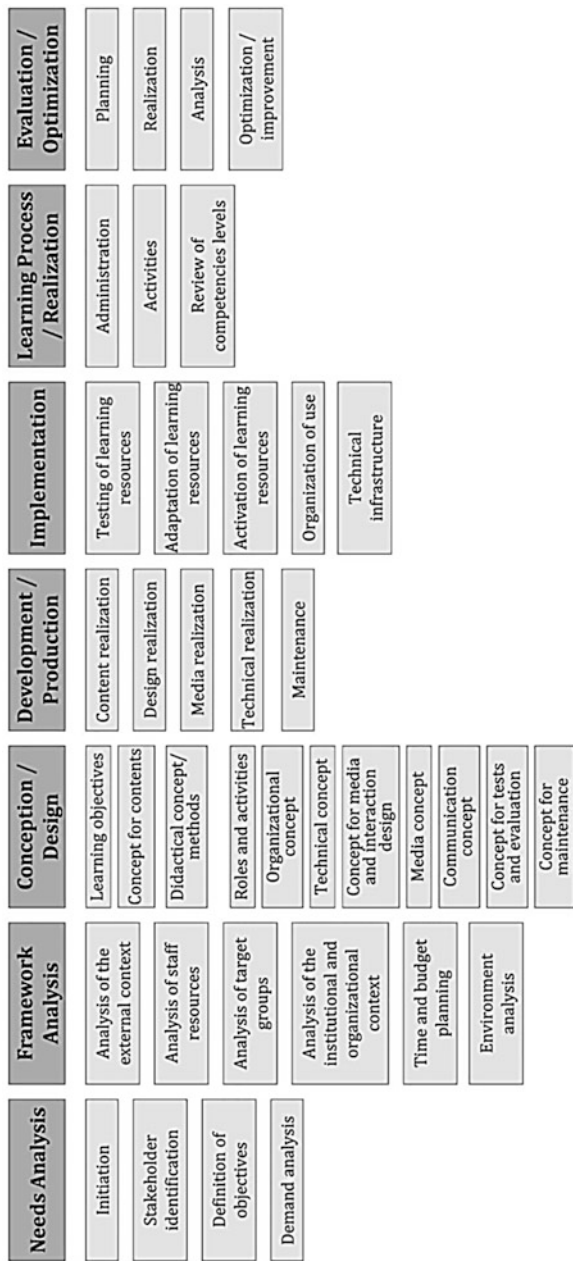 Needs Analysis
Initiation
Stakeholder
identification
Definition of
objectives
Demand analysis
Framework
Analysis
Analysis of the
external context
Analysis of staff
resources
Analysis of target
groups
Analysis of the
institutional and
organizational
context
Time and budget
planning
Environment
analysis
Conception /
Design
Learning objectives
Concept for contents
Didactical concept/
methods
Roles and activities
Organizational
concept
Technical concept
Concept for media
and interaction
design
Media concept
Communication
concept
Concept for tests
and evaluation
Concept for
maintenance
Development /
Production
Content realization
Design realization
Media realization
Technical realization
Maintenance
Implementation
Testing of learning
resources
Adaptation of learning
resources
Activation of learning
resources
Organization of use
Technical
infrastructure
Learning Process
/ Realization
Administration
Activities
Review of
competencies levels
Evaluation /
Optimization
Planning
Realization
Analysis
Optimization /
improvement